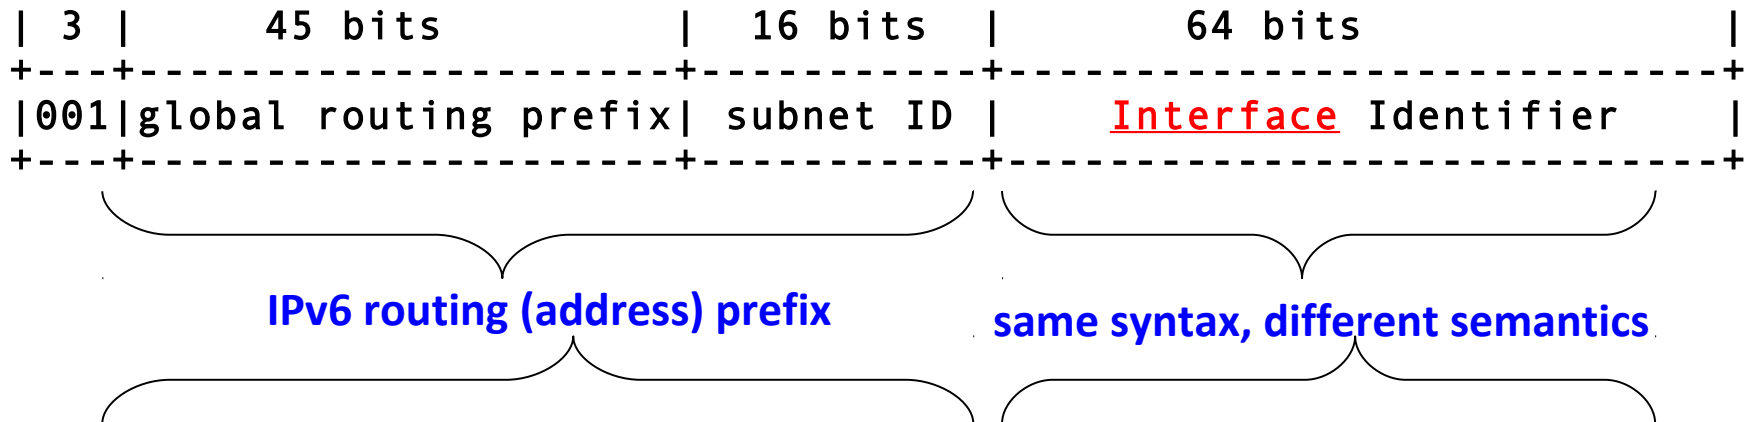 | 3 |        45 bits         |  16 bits  |          64 bits           |
+---+---------------------+-----------+----------------------------+
|001|global routing prefix| subnet ID |    Interface Identifier    |
+---+---------------------+-----------+----------------------------+
IPv6 routing (address) prefix
same syntax, different semantics